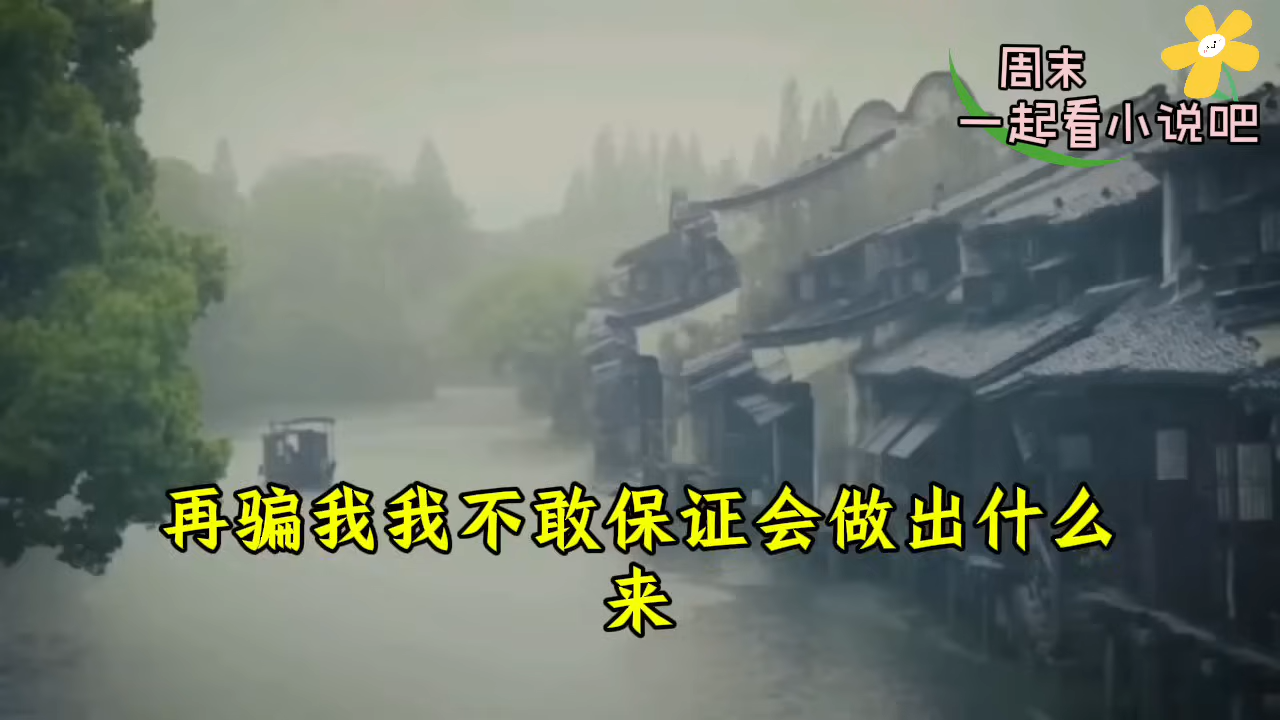 周末
一起看小说吧
再骗我我不敢保证会做出什么
来